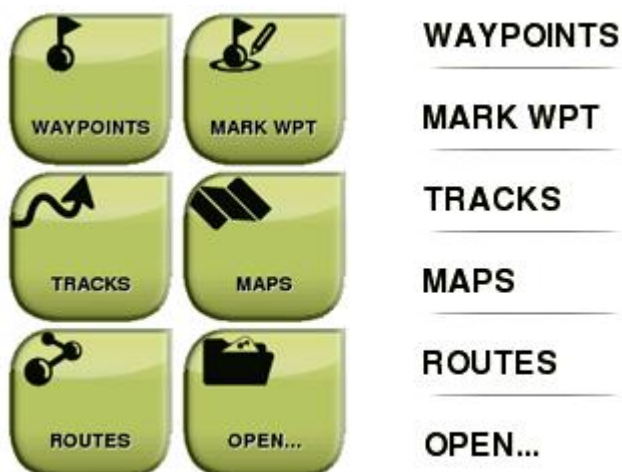 WAYPOINTS
MARK WPT
TRACKS
MAPS
ROUTES
OPEN...
WAYPOINTS
MARK WPT
TRACKS
MAPS
ROUTES
OPEN...